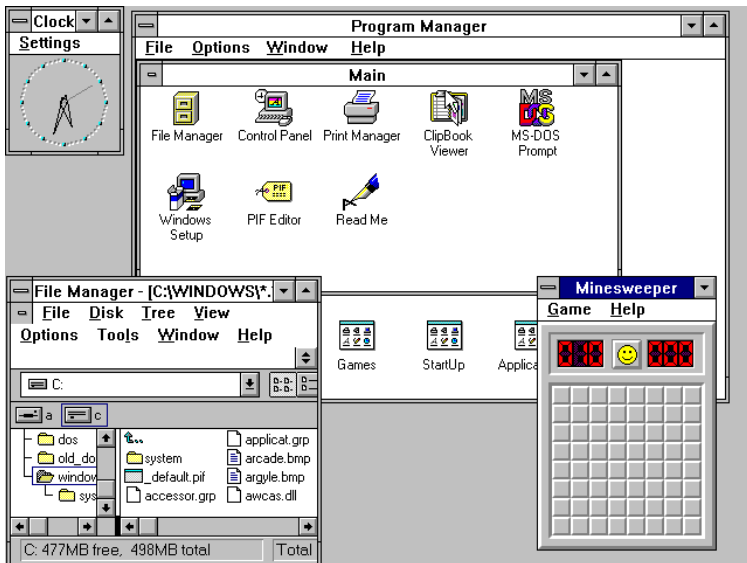 Clock
Settings
Program Manager
File Options Window Help
Main
File Manager
Control Panel
Print Manager
ClipBook
Viewer
MS-DOS
Prompt
Windows
Setup
PIF Editor
Read Me
Games
StartUp
Applica
File Manager - [C:\WINDOWS\*.
File Disk Tree View
Options Tools Window Help
C:
a c
dos
old_do
window
sys
system
_default.pif
accessor.grp
applicat.grp
arcade.bmp
argyle.bmp
awcas.dll
C: 477MB free, 498MB total
Total
Minesweeper
Game Help